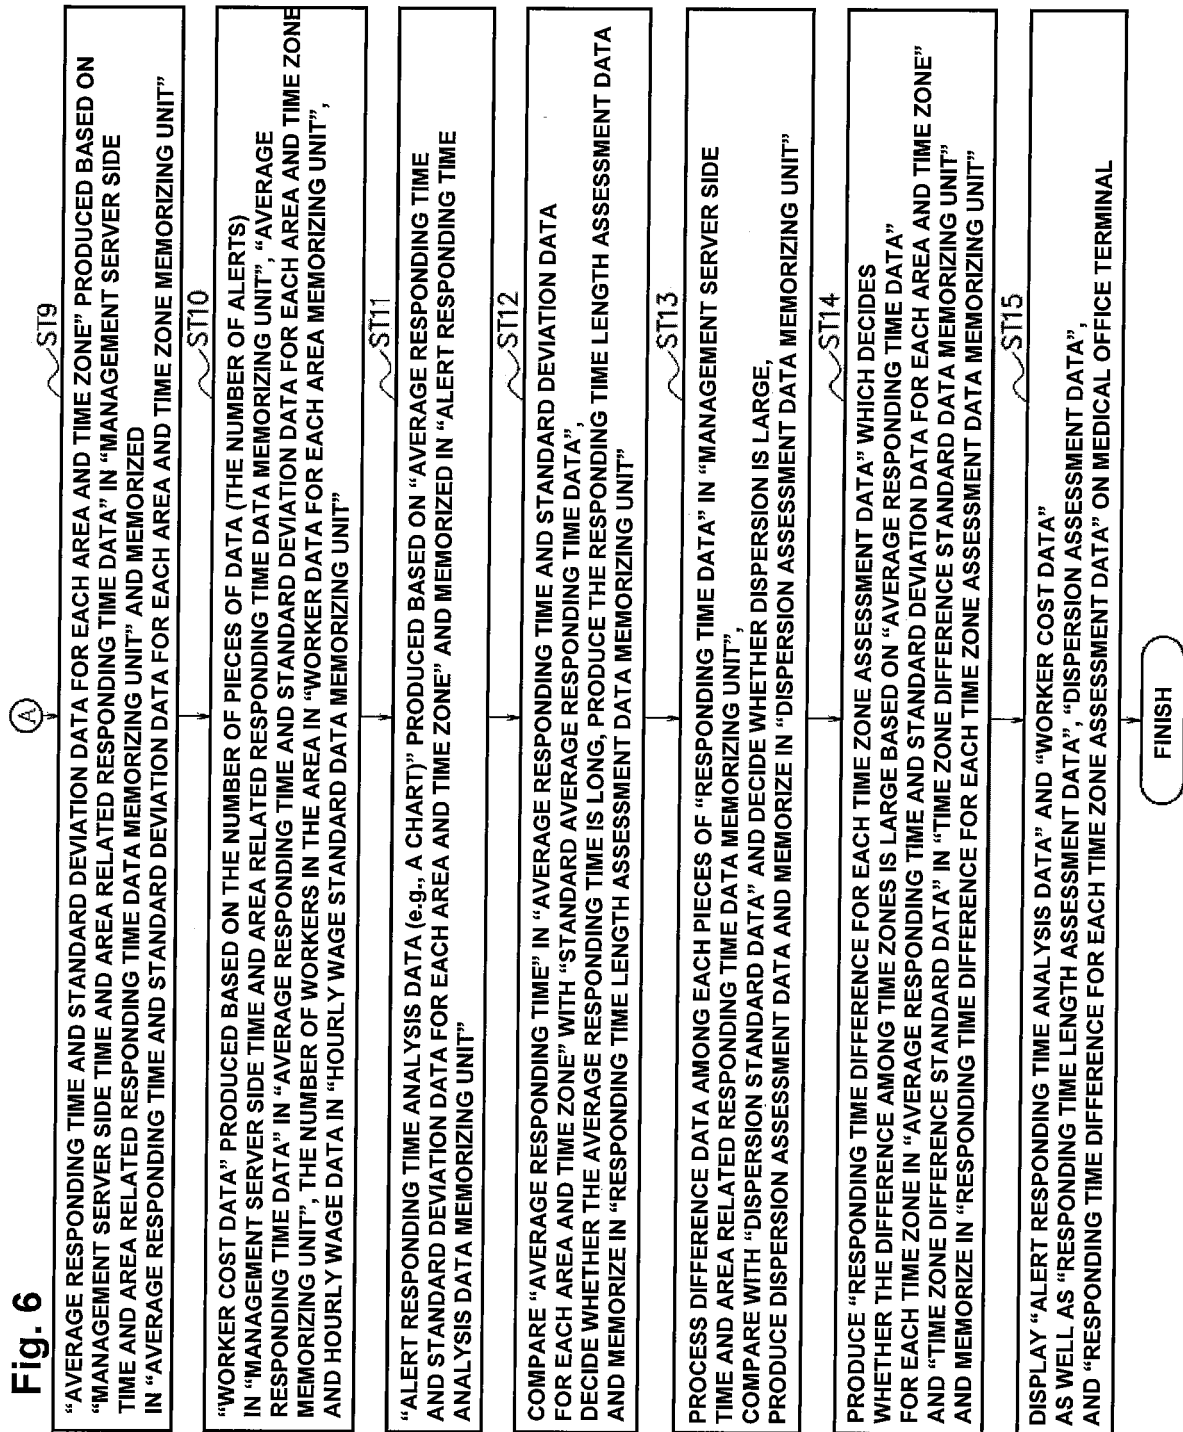 Fig. 6
A
ST9
“AVERAGE RESPONDING TIME AND STANDARD DEVIATION DATA FOR EACH AREA AND TIME ZONE” PRODUCED BASED ON
“MANAGEMENT SERVER SIDE TIME AND AREA RELATED RESPONDING TIME DATA” IN “MANAGEMENT SERVER SIDE
TIME AND AREA RELATED RESPONDING TIME DATA MEMORIZING UNIT” AND MEMORIZED
IN “AVERAGE RESPONDING TIME AND STANDARD DEVIATION DATA FOR EACH AREA AND TIME ZONE MEMORIZING UNIT”
ST10
“WORKER COST DATA” PRODUCED BASED ON THE NUMBER OF PIECES OF DATA (THE NUMBER OF ALERTS)
IN “MANAGEMENT SERVER SIDE TIME AND AREA RELATED RESPONDING TIME DATA MEMORIZING UNIT”, “AVERAGE
RESPONDING TIME DATA” IN “AVERAGE RESPONDING TIME AND STANDARD DEVIATION DATA FOR EACH AREA AND TIME ZONE
MEMORIZING UNIT”, THE NUMBER OF WORKERS IN THE AREA IN “WORKER DATA FOR EACH AREA MEMORIZING UNIT”,
AND HOURLY WAGE DATA IN “HOURLY WAGE STANDARD DATA MEMORIZING UNIT”
ST11
“ALERT RESPONDING TIME ANALYSIS DATA (e.g., A CHART)” PRODUCED BASED ON “AVERAGE RESPONDING TIME
AND STANDARD DEVIATION DATA FOR EACH AREA AND TIME ZONE” AND MEMORIZED IN “ALERT RESPONDING TIME
ANALYSIS DATA MEMORIZING UNIT”
ST12
COMPARE “AVERAGE RESPONDING TIME” IN “AVERAGE RESPONDING TIME AND STANDARD DEVIATION DATA
FOR EACH AREA AND TIME ZONE” WITH “STANDARD AVERAGE RESPONDING TIME DATA”,
DECIDE WHETHER THE AVERAGE RESPONDING TIME IS LONG, PRODUCE THE RESPONDING TIME LENGTH ASSESSMENT DATA
AND MEMORIZE IN “RESPONDING TIME LENGTH ASSESSMENT DATA MEMORIZING UNIT”
ST13
PROCESS DIFFERENCE DATA AMONG EACH PIECES OF “RESPONDING TIME DATA” IN “MANAGEMENT SERVER SIDE
TIME AND AREA RELATED RESPONDING TIME DATA MEMORIZING UNIT”,
COMPARE WITH “DISPERSION STANDARD DATA” AND DECIDE WHETHER DISPERSION IS LARGE,
PRODUCE DISPERSION ASSESSMENT DATA AND MEMORIZE IN “DISPERSION ASSESSMENT DATA MEMORIZING UNIT”
ST14
PRODUCE “RESPONDING TIME DIFFERENCE FOR EACH TIME ZONE ASSESSMENT DATA” WHICH DECIDES
WHETHER THE DIFFERENCE AMONG TIME ZONES IS LARGE BASED ON “AVERAGE RESPONDING TIME DATA”
FOR EACH TIME ZONE IN “AVERAGE RESPONDING TIME AND STANDARD DEVIATION DATA FOR EACH AREA AND TIME ZONE”
AND “TIME ZONE DIFFERENCE STANDARD DATA” IN “TIME ZONE DIFFERENCE STANDARD DATA MEMORIZING UNIT”
AND MEMORIZE IN “RESPONDING TIME DIFFERENCE FOR EACH TIME ZONE ASSESSMENT DATA MEMORIZING UNIT”
ST15
DISPLAY “ALERT RESPONDING TIME ANALYSIS DATA” AND “WORKER COST DATA”
AS WELL AS “RESPONDING TIME LENGTH ASSESSMENT DATA”, “DISPERSION ASSESSMENT DATA”,
AND “RESPONDING TIME DIFFERENCE FOR EACH TIME ZONE ASSESSMENT DATA” ON MEDICAL OFFICE TERMINAL
FINISH